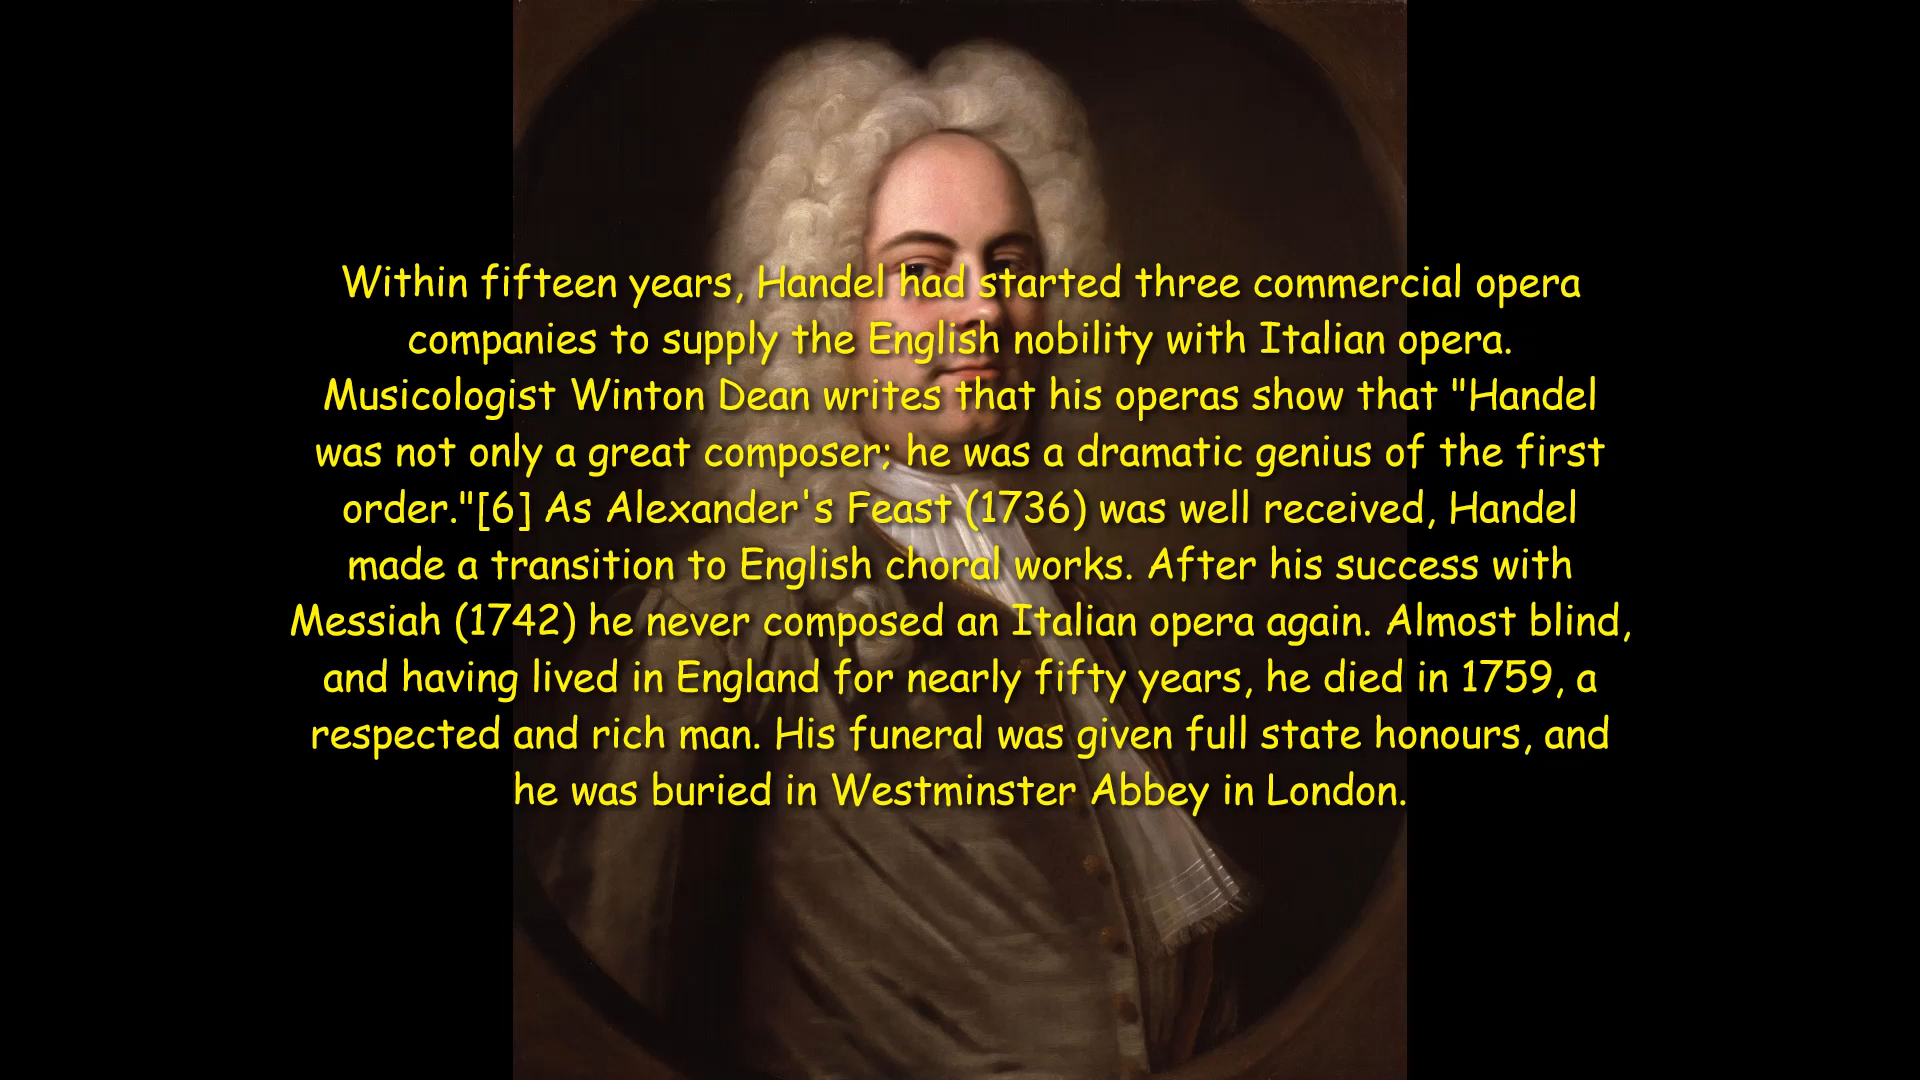 Within fifteen years, Handel had started three commercial opera
companies to supply the English nobility with Italian opera.
Musicologist Winton Dean writes that his operas show that "Handel
was not only a great composer; he was a dramatic genius of the first
order."[6] As Alexander's Feast (1736) was well received, Handel
made a transition to English choral works. After his success with
Messiah (1742) he never composed an Italian opera again. Almost blind,
and having lived in England for nearly fifty years, he died in 1759, a
respected and rich man. His funeral was given full state honours, and
he was buried in Westminster Abbey in London.